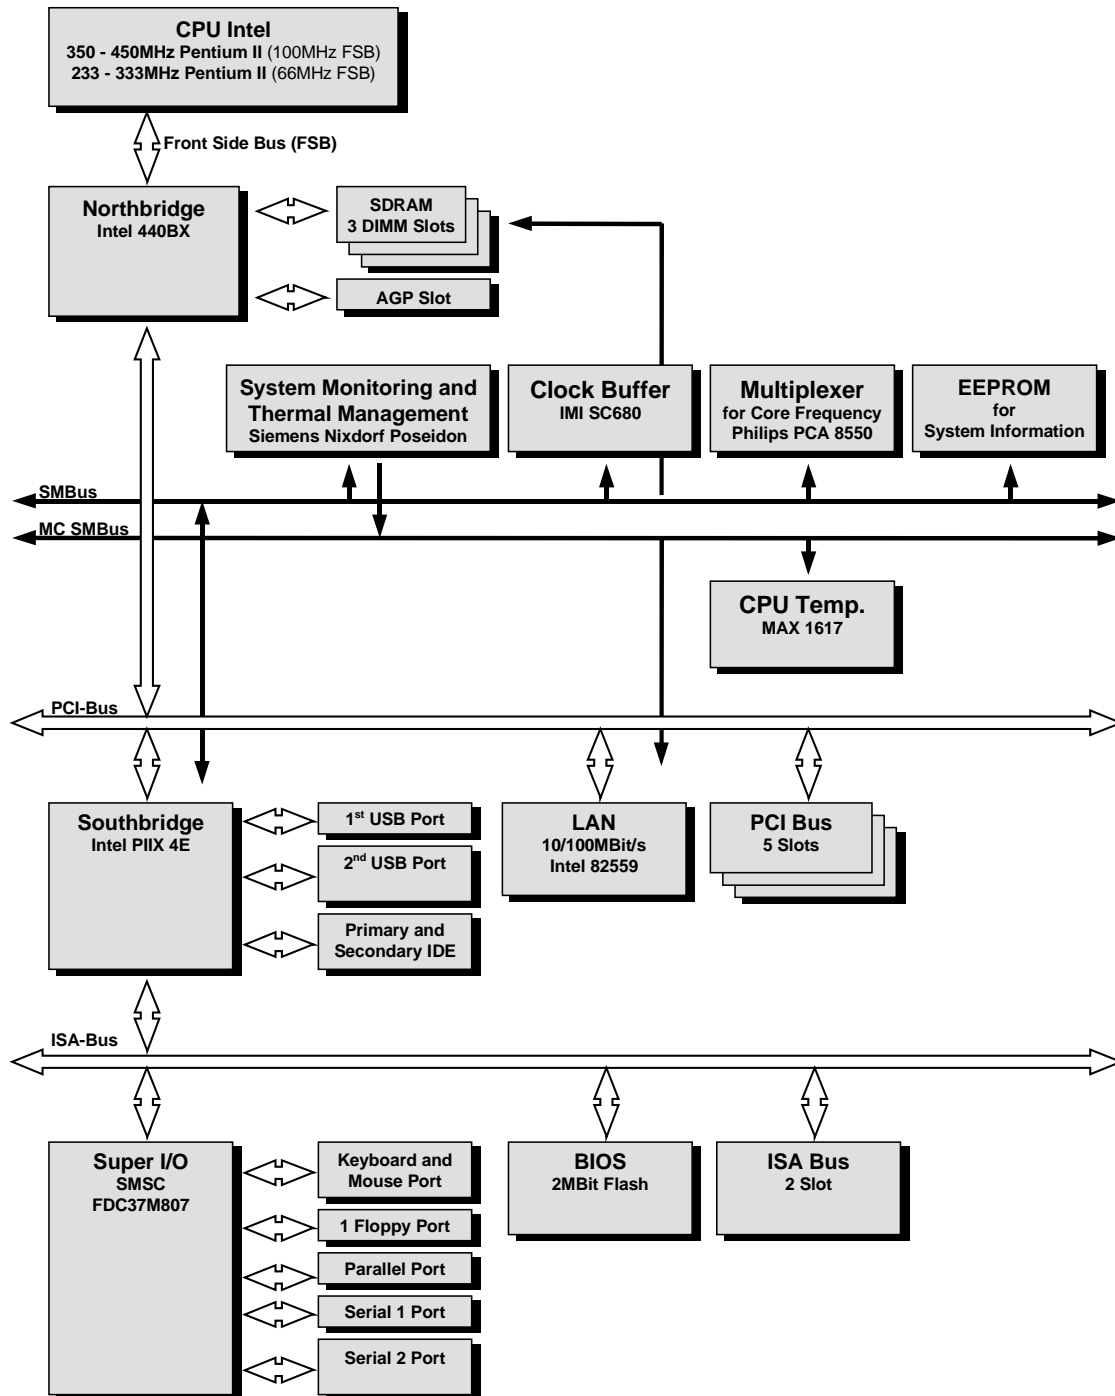 CPU Intel
350 - 450MHz Pentium II (100MHz FSB)
233 - 333MHz Pentium II (66MHz FSB)
Front Side Bus (FSB)
Northbridge
Intel 440BX
SDRAM
3 DIMM Slots
AGP Slot
System Monitoring and
Thermal Management
Siemens Nixdorf Poseidon
Clock Buffer
IMI SC680
Multiplexer
for Core Frequency
Philips PCA 8550
EEPROM
for
System Information
SMBus
MC SMBus
CPU Temp.
MAX 1617
PCI-Bus
Southbridge
Intel PIIX 4E
1st USB Port
2nd USB Port
Primary and
Secondary IDE
LAN
10/100MBit/s
Intel 82559
PCI Bus
5 Slots
ISA-Bus
Super I/O
SMSC
FDC37M807
Keyboard and
Mouse Port
1 Floppy Port
Parallel Port
Serial 1 Port
Serial 2 Port
BIOS
2MBit Flash
ISA Bus
2 Slot